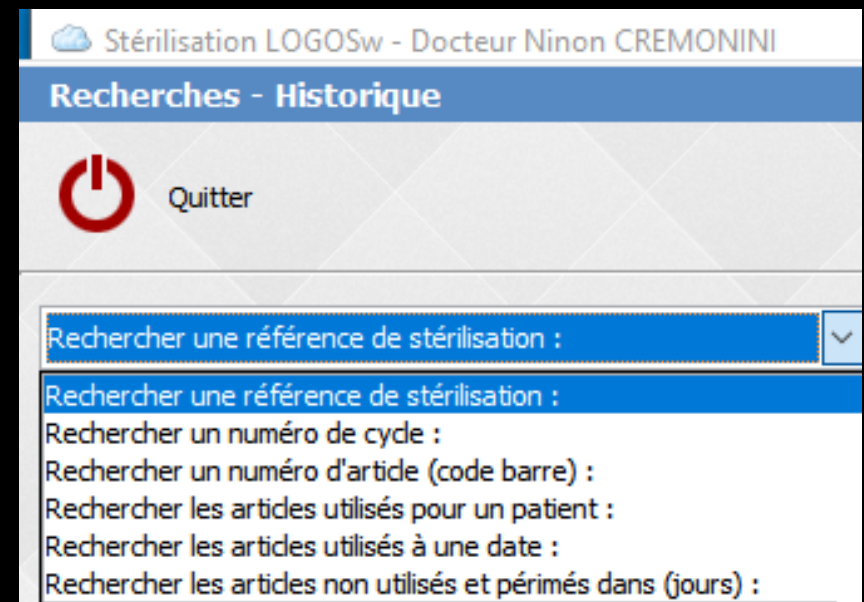 Stérilisation LOGOSw - Docteur Ninon CREMONINI
Recherches - Historique
Quitter
Rechercher une référence de stérilisation :
Rechercher une référence de stérilisation :
Rechercher un numéro de cycle :
Rechercher un numéro d'article (code barre) :
Rechercher les articles utilisés pour un patient :
Rechercher les articles utilisés à une date :
Rechercher les articles non utilisés et périmés dans (jours) :